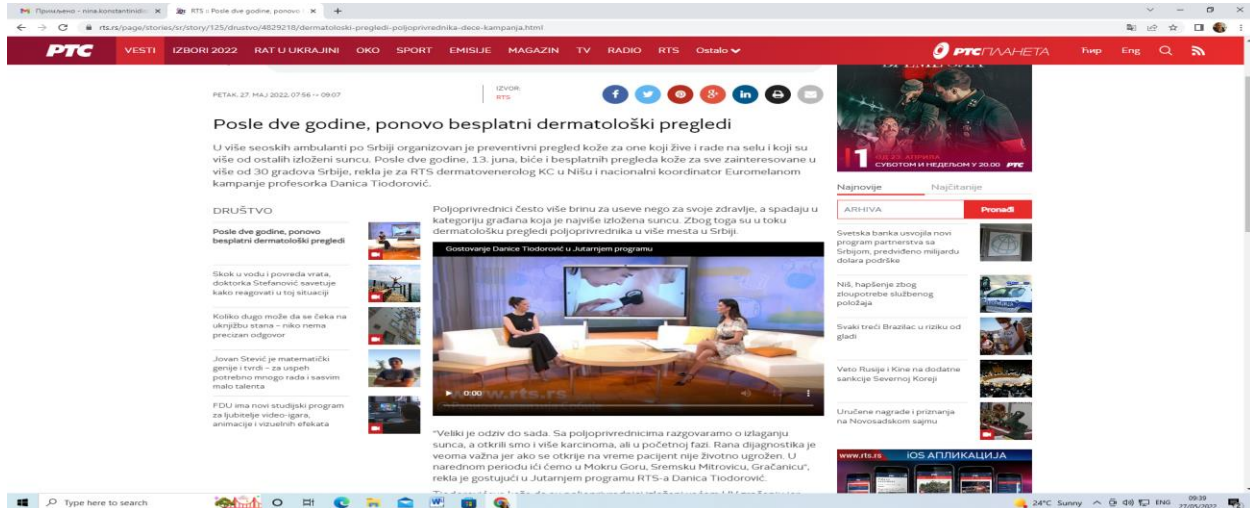 Примљено - nina.konstantinidi
RTS :: Posle dve godine, ponovo
rts.rs/page/stories/sr/story/125/drustvo/4829218/dermatoloski-pregledi-poljoprivrednika-dece-kampanja.html
РТС VESTI IZBORI 2022 RAT U UKRAJINI OKO SPORT EMISIJE MAGAZIN TV RADIO RTS Ostalo РТС ПЛАНЕТА Ћир Eng
PETAK, 27. MAJ 2022, 07:56 -> 09:07
IZVOR:
RTS
Posle dve godine, ponovo besplatni dermatološki pregledi
U više seoskih ambulanti po Srbiji organizovan je preventivni pregled kože za one koji žive i rade na selu i koji su
više od ostalih izloženi suncu. Posle dve godine, 13. juna, biće i besplatnih pregleda kože za sve zainteresovane u
više od 30 gradova Srbije, rekla je za RTS dermatovenerolog KC u Nišu i nacionalni koordinator Euromelanom
kampanje profesorka Danica Tiodorović.
DRUŠTVO
Posle dve godine, ponovo
besplatni dermatološki pregledi
Skok u vodu i povreda vrata,
doktorka Stefanović savetuje
kako reagovati u toj situaciji
Koliko dugo može da se čeka na
uknjižbu stana – niko nema
precizan odgovor
Jovan Stević je matematički
genije i tvrdi – za uspeh
potrebno mnogo rada i sasvim
malo talenta
FDU ima novi studijski program
za ljubitelje video-igara,
animacije i vizuelnih efekata
Poljoprivrednici često više brinu za useve nego za svoje zdravlje, a spadaju u
kategoriju građana koja je najviše izložena suncu. Zbog toga su u toku
dermatološku pregledi poljoprivrednika u više mesta u Srbiji.
Gostovanje Danice Tiodorović u Jutarnjem programu
0:00
www.rts.rs
"Veliki je odziv do sada. Sa poljoprivrednicima razgovaramo o izlaganju
sunca, a otkrili smo i više karcinoma, ali u početnoj fazi. Rana dijagnostika je
veoma važna jer ako se otkrije na vreme pacijent nije životno ugrožen. U
narednom periodu ići ćemo u Mokru Goru, Sremsku Mitrovicu, Gračanicu",
rekla je gostujući u Jutarnjem programu RTS-a Danica Tiodorović.
1
ОД 23. АПРИЛА
СУБОТОМ И НЕДЕЉОМ У 20.00 РТС
Najnovije Najčitanije
ARHIVA Pronađi
Svetska banka usvojila novi
program partnerstva sa
Srbijom, predviđeno milijardu
dolara podrške
Niš, hapšenje zbog
zloupotrebe službenog
položaja
Svaki treći Brazilac u riziku od
gladi
Veto Rusije i Kine na dodatne
sankcije Severnoj Koreji
Uručene nagrade i priznanja
na Novosadskom sajmu
www.rts.rs iOS АПЛИКАЦИЈА
Type here to search
24°C Sunny ENG 09:39
27/05/2022